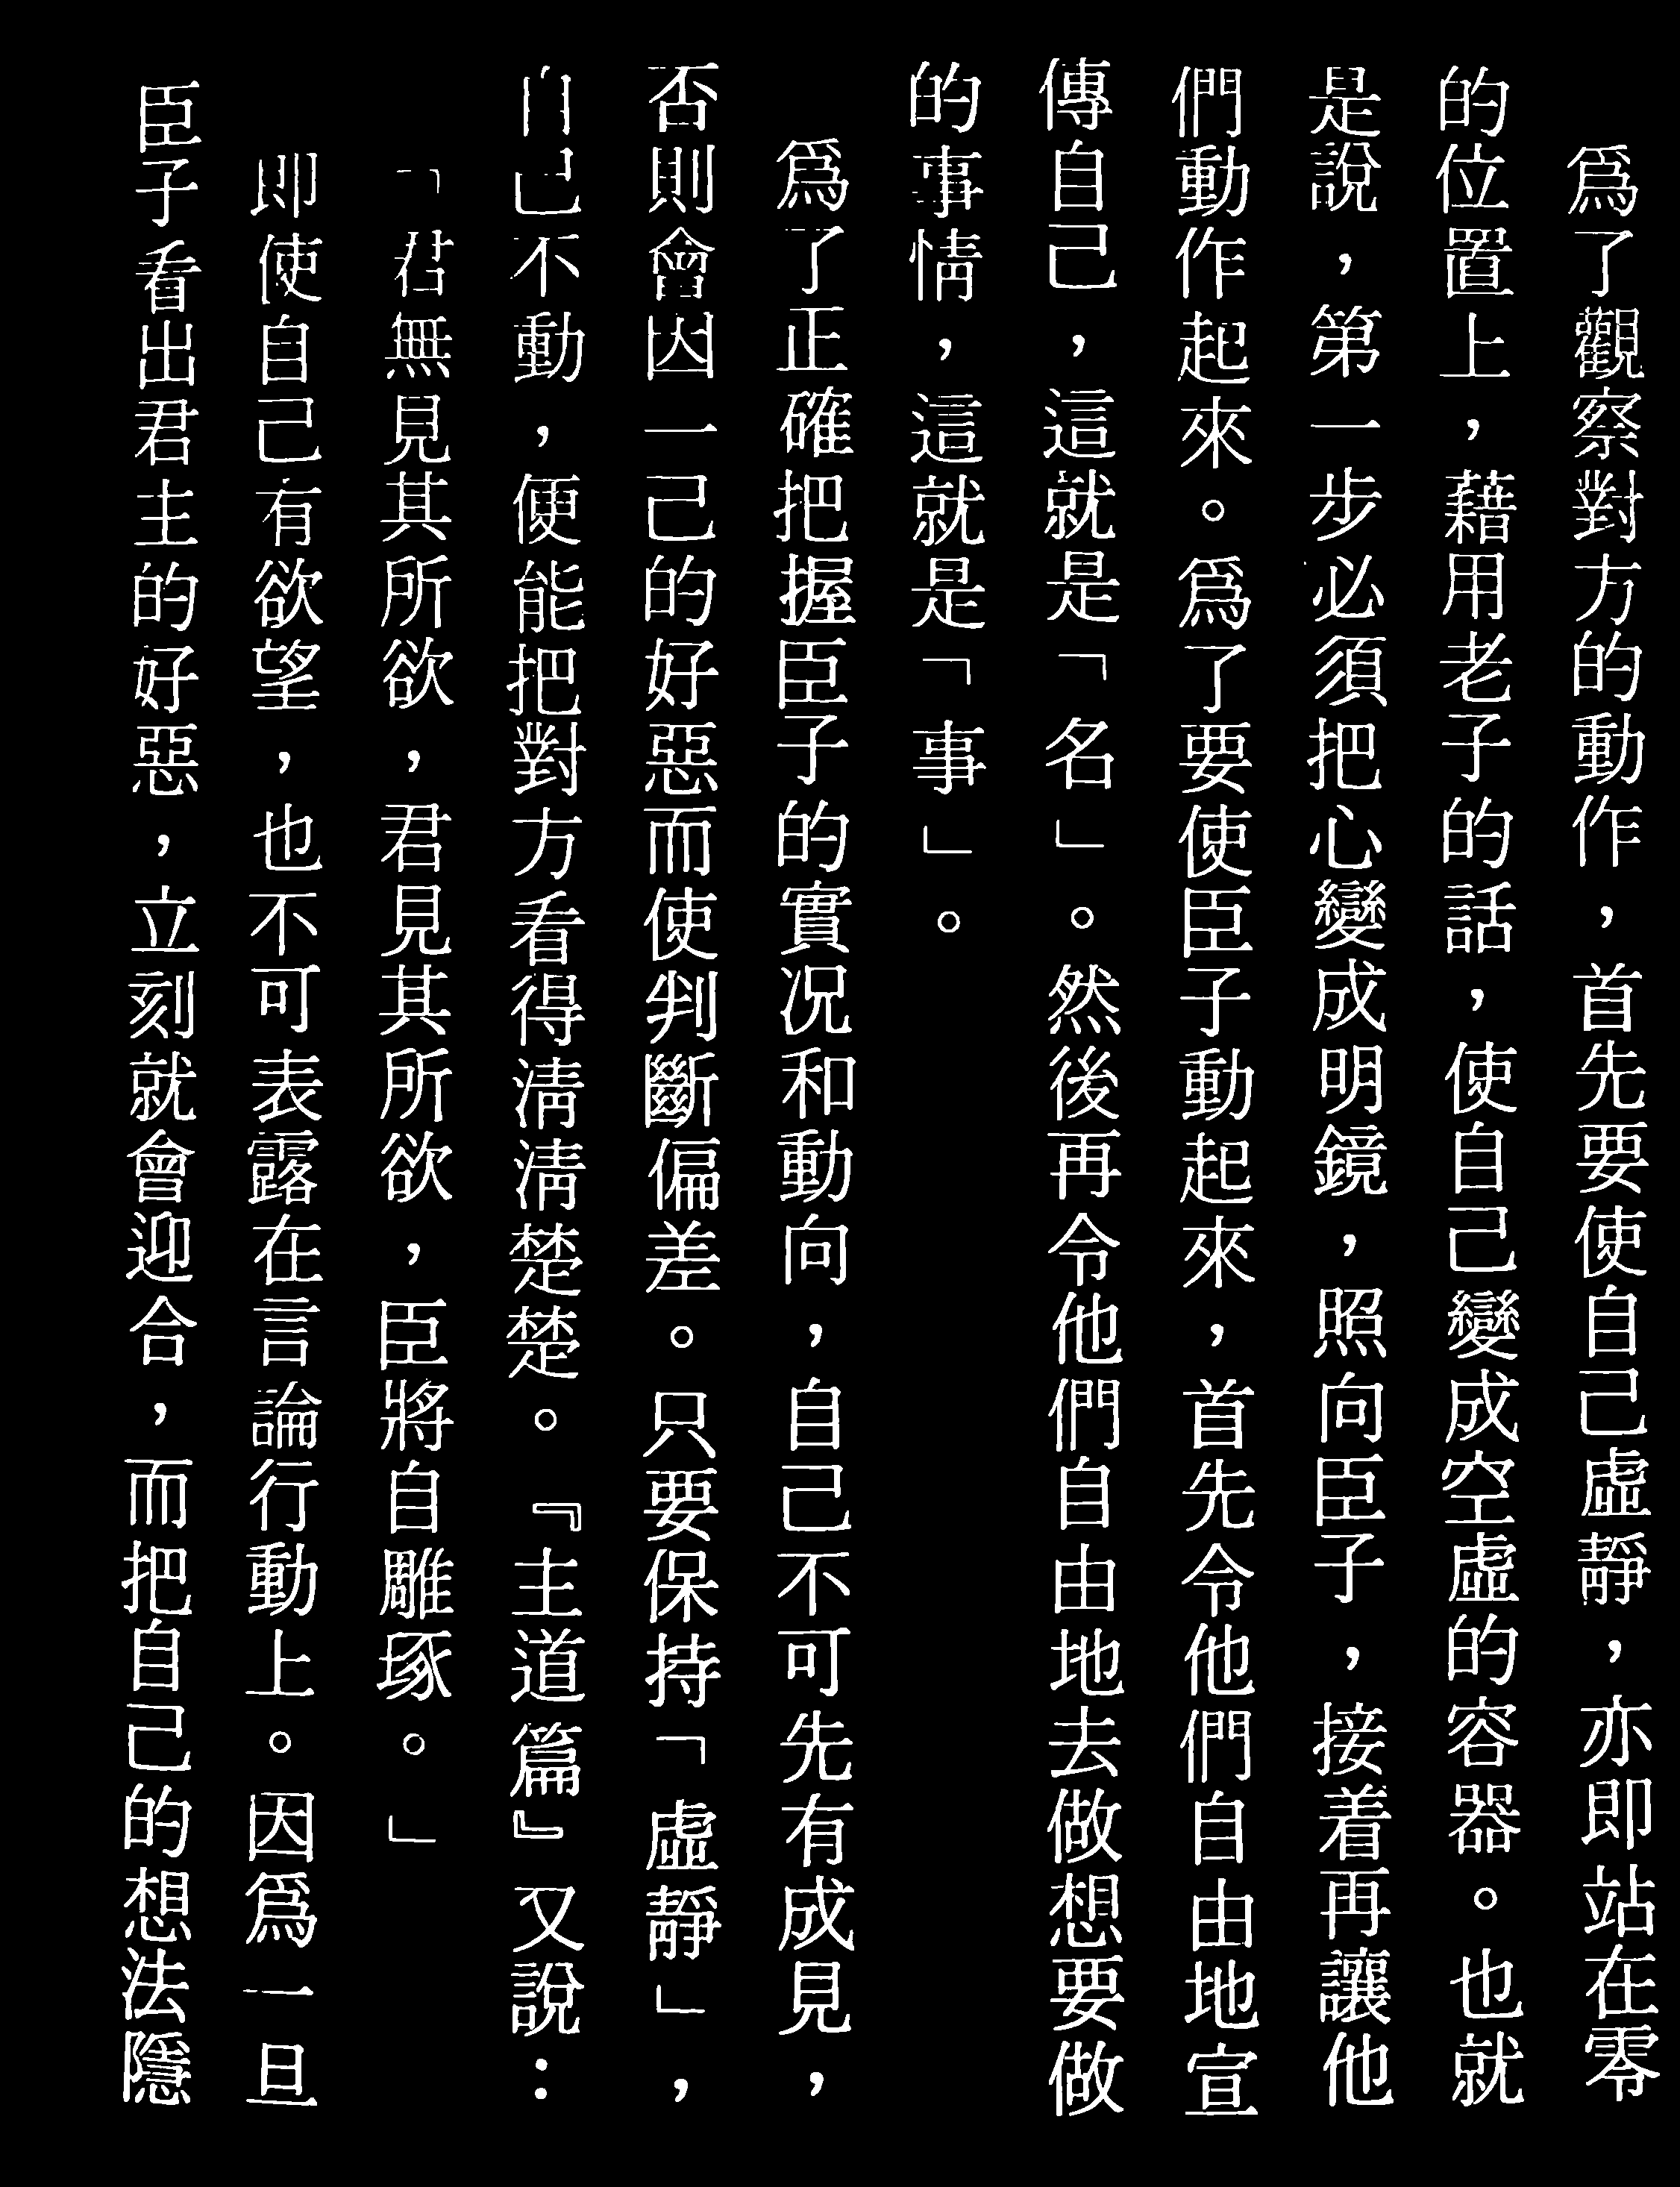 爲了觀察對方的動作，首先要使自己虛靜，亦即站在零
的位置上，藉用老子的話，使自己變成空虛的容器。也就
是說，第一步必須把心變成明鏡，照向臣子，接着再讓他
們動作起來。爲了要使臣子動起來，首先令他們自由地宣
傳自己，這就是「名」。然後再令他們自由地去做想要做
的事情，這就是「事」。
爲了正確把握臣子的實况和動向，自己不可先有成見，
否則會因一己的好惡而使判斷偏差。只要保持「虛靜」，
自己不動，便能把對方看得清清楚楚。『主道篇』又說：
「君無見其所欲，君見其所欲，臣將自雕琢。」
即使自己有欲望，也不可表露在言論行動上。因爲一旦
臣子看出君主的好惡，立刻就會迎合，而把自己的想法隱